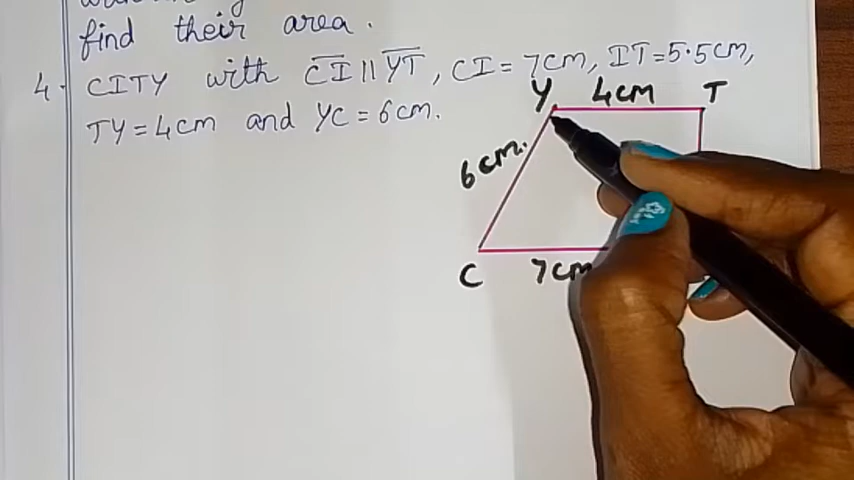 find their area.
4. CITY with CI || YT, CI = 7cm, IT = 5.5cm,
TY = 4cm and YC = 6cm.
Y 4cm T
6cm.
C 7cm